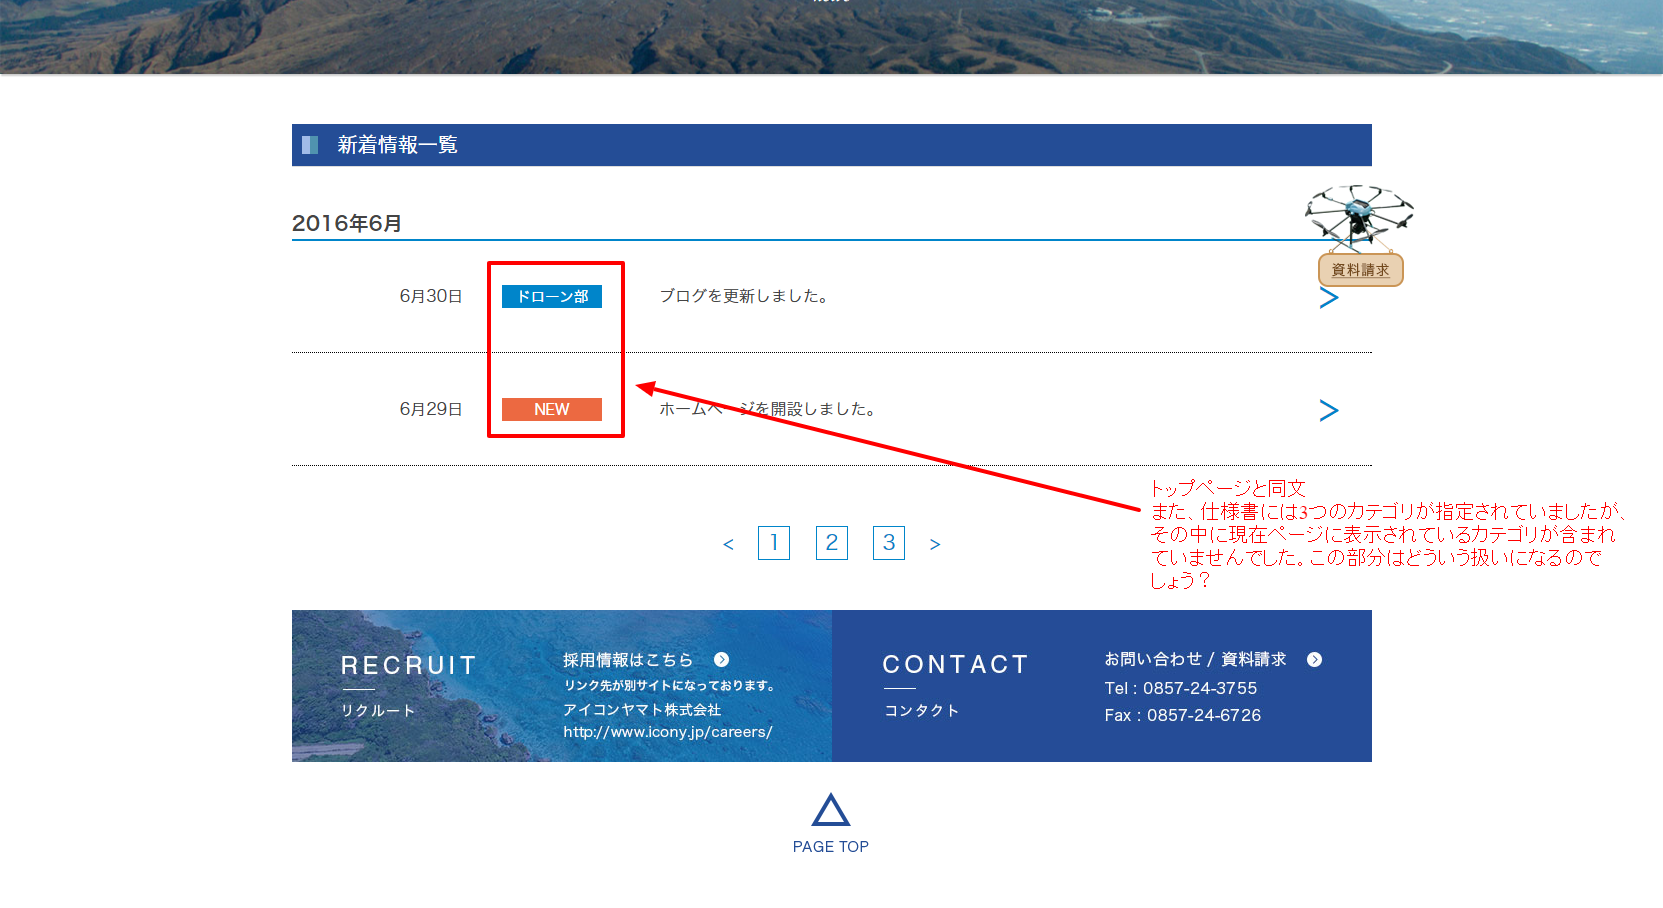 新着情報一覧
2016年6月
資料請求
6月30日 ドローン部 ブログを更新しました。
6月29日 NEW ホームページを開設しました。
トップページと同文
また、仕様書には3つのカテゴリが指定されていましたが、
その中に現在ページに表示されているカテゴリが含まれ
ていませんでした。この部分はどういう扱いになるので
しょう？
< 1 2 3 >
RECRUIT
リクルート
採用情報はこちら
リンク先が別サイトになっております。
アイコンヤマト株式会社
http://www.icony.jp/careers/
CONTACT
コンタクト
お問い合わせ / 資料請求
Tel : 0857-24-3755
Fax : 0857-24-6726
PAGE TOP